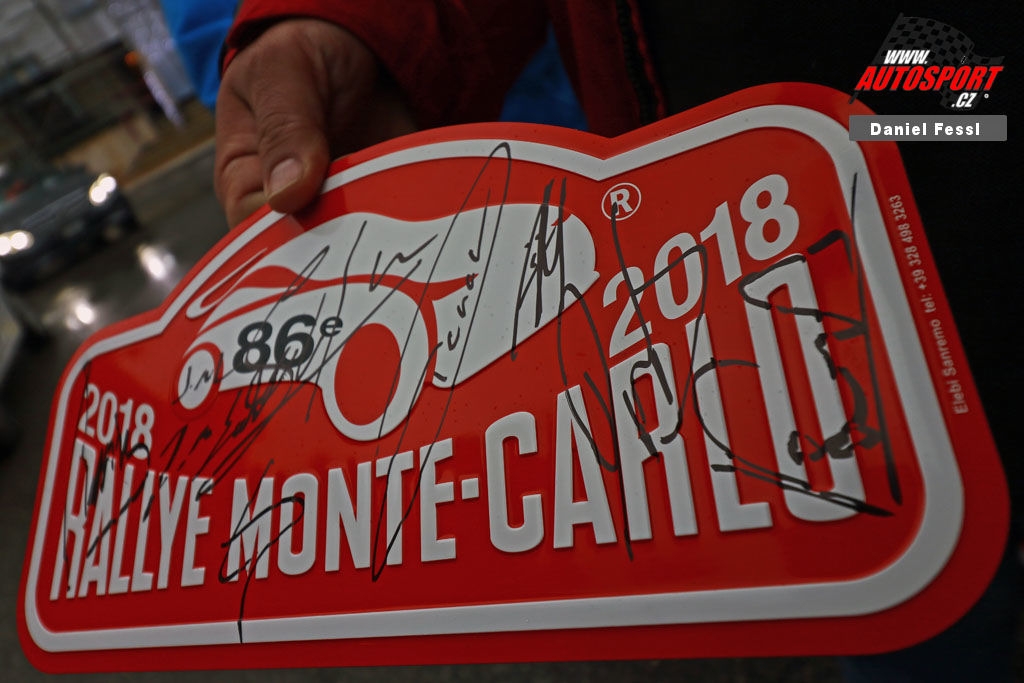 WWW.
AUTOSPORT
.CZ
Daniel Fessl
®
2018
86e
2018
RALLYE MONTE-CARLO
Elebi Sanremo tel: +39 328 498 3263